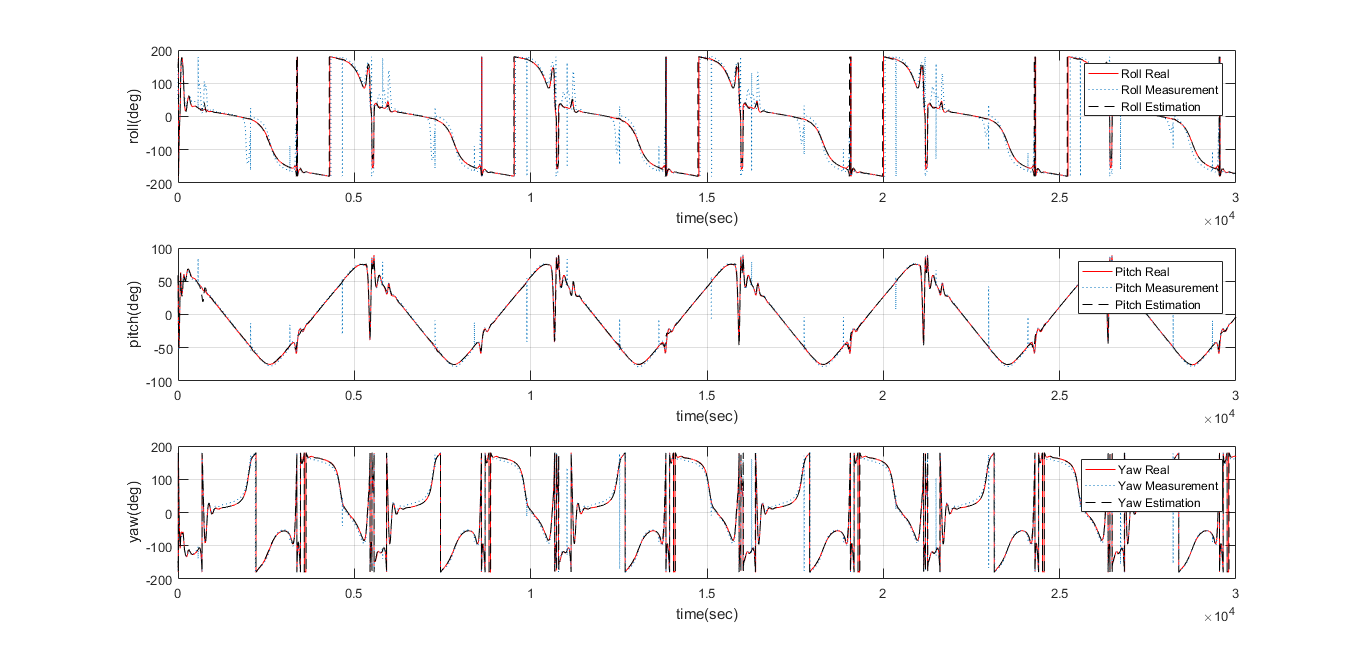 200
100
0
-100
-200
roll(deg)
0
0.5
1
1.5
2
2.5
3
time(sec)
×10^4
Roll Real
Roll Measurement
Roll Estimation
100
50
0
-50
-100
pitch(deg)
0
0.5
1
1.5
2
2.5
3
time(sec)
×10^4
Pitch Real
Pitch Measurement
Pitch Estimation
200
100
0
-100
-200
yaw(deg)
0
0.5
1
1.5
2
2.5
3
time(sec)
×10^4
Yaw Real
Yaw Measurement
Yaw Estimation